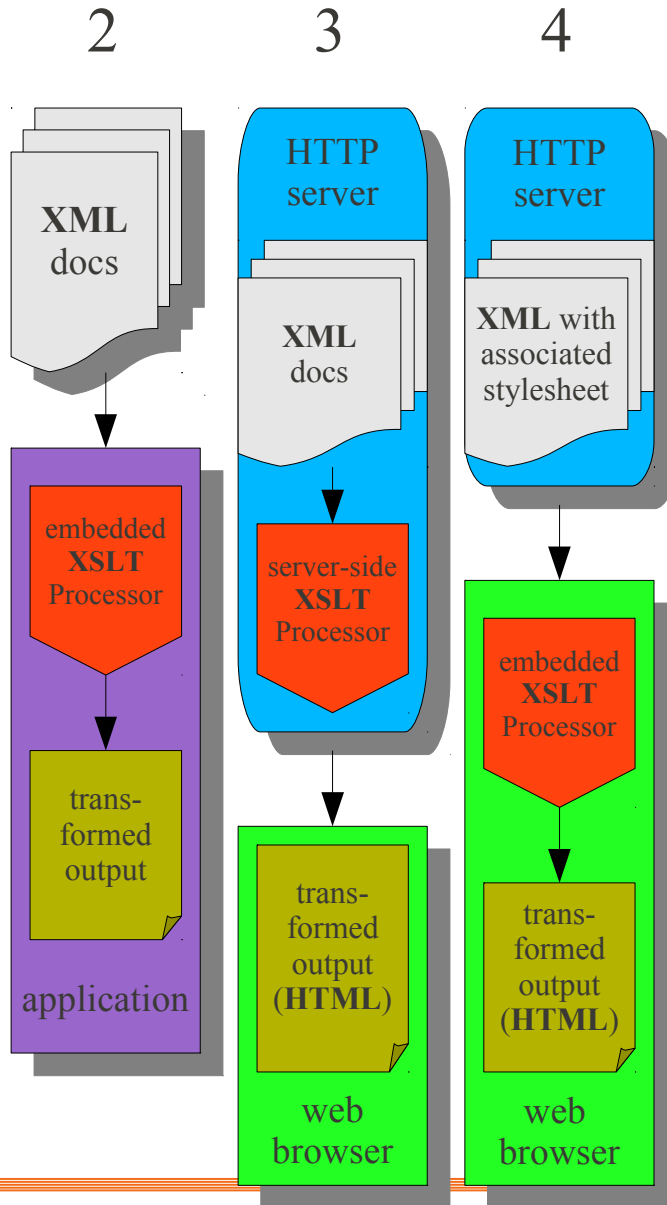 2
3
4
XML
docs
embedded
XSLT
Processor
trans-
formed
output
application
HTTP
server
XML
docs
server-side
XSLT
Processor
trans-
formed
output
(HTML)
web
browser
HTTP
server
XML with
associated
stylesheet
embedded
XSLT
Processor
trans-
formed
output
(HTML)
web
browser